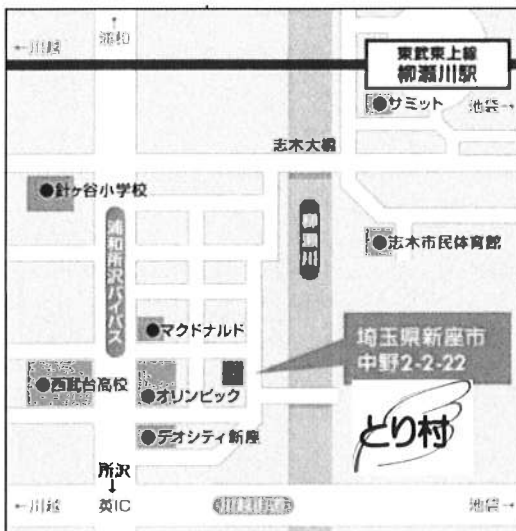 ↑
浦和
←川越
東武東上線
柳瀬川駅
サミット
池袋→
志木大橋
針ヶ谷小学校
浦和所沢バイパス
柳瀬川
志木市民体育館
マクドナルド
埼玉県新座市
中野2-2-22
西武台高校
オリンピック
とり村
デオシティ新座
所沢
↓
←川越
英IC
池袋→